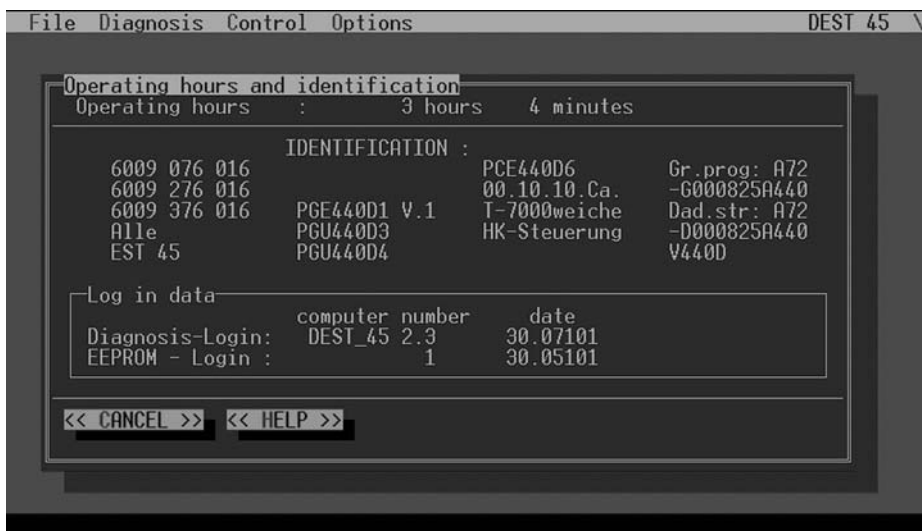 File Diagnosis Control Options DEST 45
Operating hours and identification
Operating hours : 3 hours 4 minutes
IDENTIFICATION :
6009 076 016 PCE440D6 Gr.prog: A72
6009 276 016 00.10.10.Ca. -G000825A440
6009 376 016 PGE440D1 V.1 T-7000weiche Dad.str: A72
Alle PGU440D3 HK-Steuerung -D000825A440
EST 45 PGU440D4 V440D
Log in data
computer number date
Diagnosis-Login: DEST_45 2.3 30.07101
EEPROM - Login : 1 30.05101
<< CANCEL >> << HELP >>